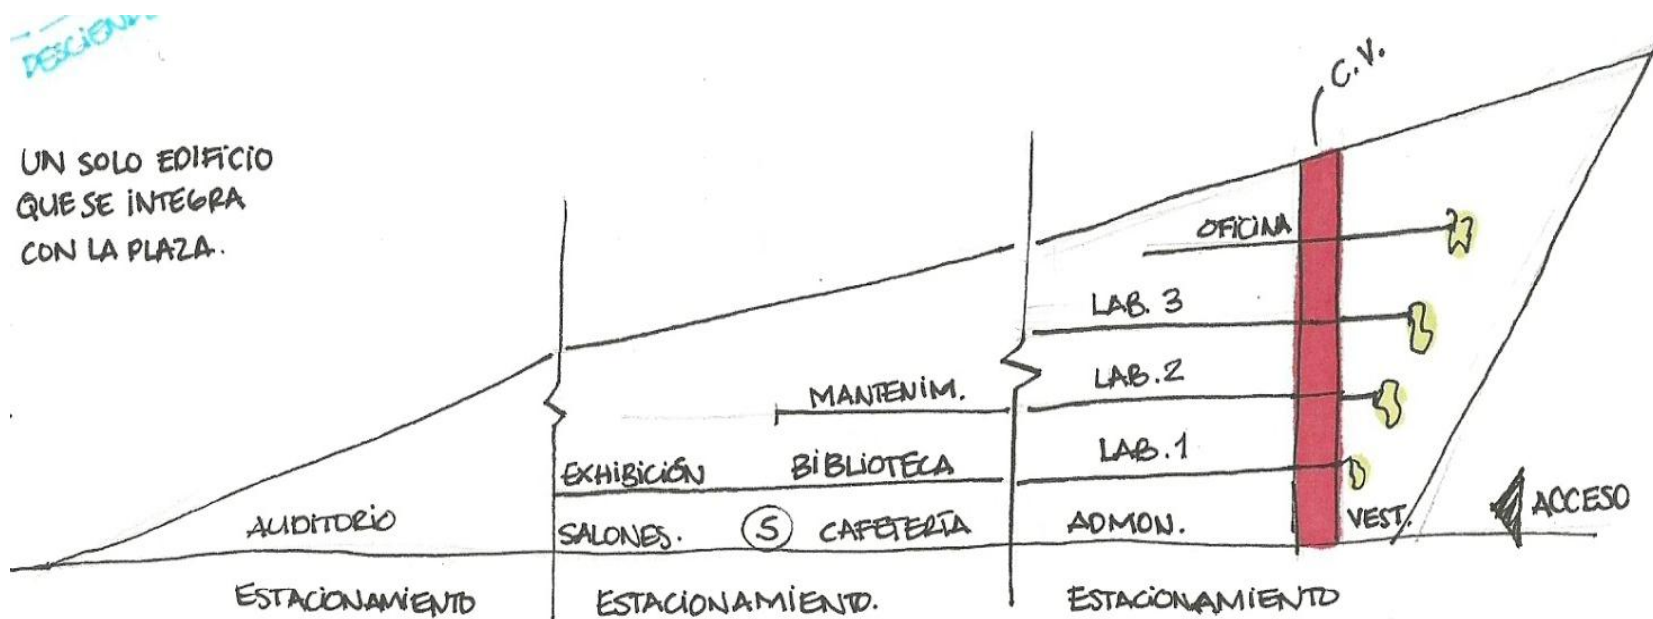 UN SOLO EDIFICIO
QUE SE INTEGRA
CON LA PLAZA.
C.V.
OFICINA
LAB. 3
LAB. 2
MANTENIM.
LAB. 1
EXHIBICIÓN BIBLIOTECA
AUDITORIO SALONES. S CAFETERÍA ADMON. VEST. ACCESO
ESTACIONAMIENTO ESTACIONAMIENTO. ESTACIONAMIENTO